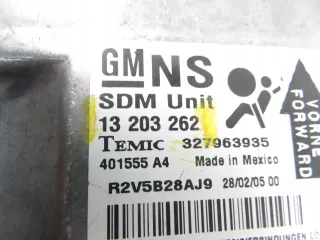 GM NS
SDM Unit
13 203 262
TEMIC 327963935
401555 A4 Made in Mexico
R2V5B28AJ9 28/02/05 00
VORNE
FORWARD